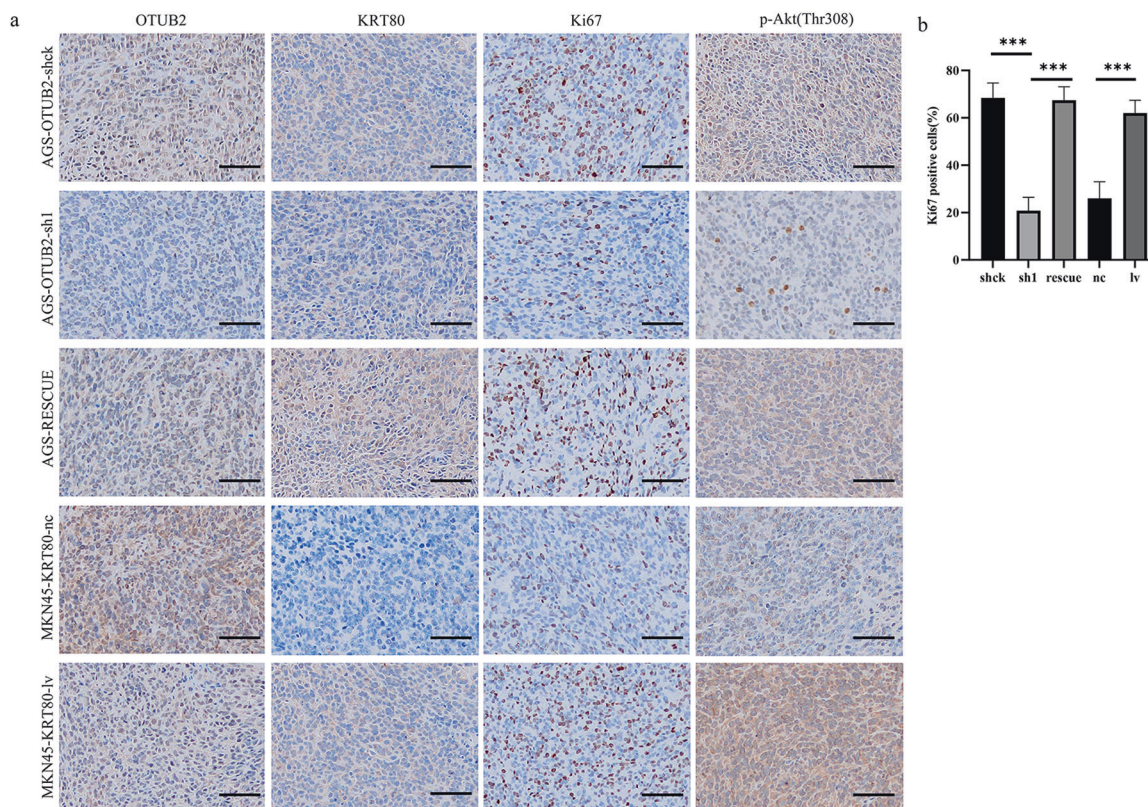 a
OTUB2 KRT80 Ki67 p-Akt(Thr308)
AGS-OTUB2-shck
AGS-OTUB2-sh1
AGS-RESCUE
MKN45-KRT80-nc
MKN45-KRT80-lv
b
*** *** ***
Ki67 positive cells(%)
80
60
40
20
0
shck sh1 rescue nc lv